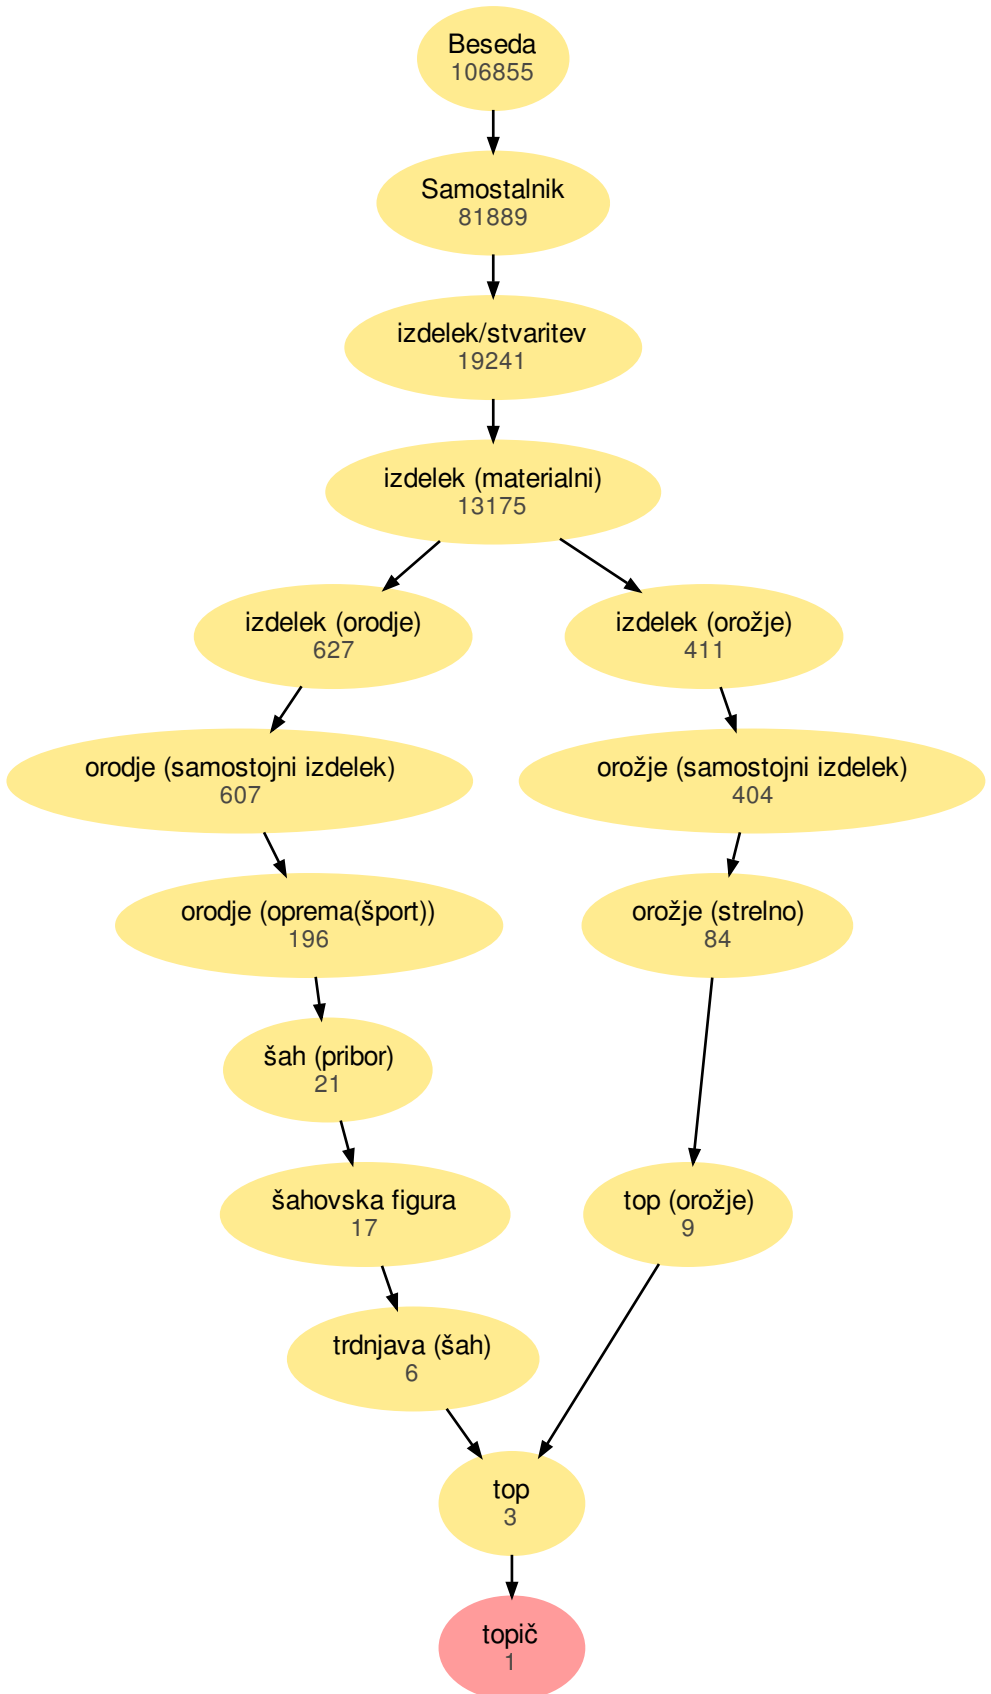 Beseda
106855
Samostalnik
81889
izdelek/stvaritev
19241
izdelek (materialni)
13175
izdelek (orodje)
627
izdelek (orožje)
411
orodje (samostojni izdelek)
607
orožje (samostojni izdelek)
404
orodje (oprema(šport))
196
orožje (strelno)
84
šah (pribor)
21
šahovska figura
17
top (orožje)
9
trdnjava (šah)
6
top
3
topič
1